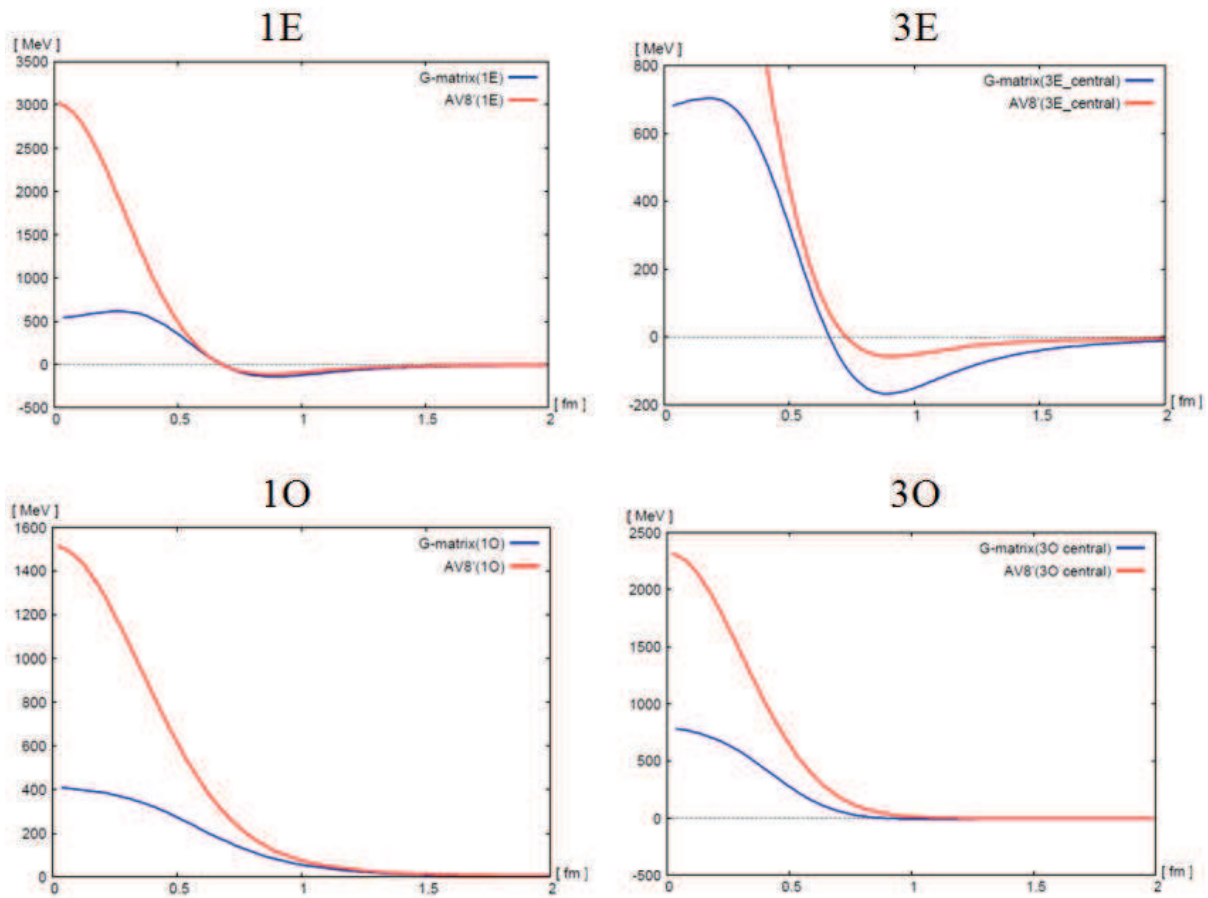 1E
[ MeV ]
3500
3000
2500
2000
1500
1000
500
0
-500
G-matrix(1E)
AV8'(1E)
0
0.5
1
1.5
2
[ fm ]
3E
[ MeV ]
800
600
400
200
0
-200
G-matrix(3E_central)
AV8'(3E_central)
0
0.5
1
1.5
2
[ fm ]
1O
[ MeV ]
1600
1400
1200
1000
800
600
400
200
0
G-matrix(1O)
AV8'(1O)
0
0.5
1
1.5
2
[ fm ]
3O
[ MeV ]
2500
2000
1500
1000
500
0
-500
G-matrix(3O central)
AV8'(3O central)
0
0.5
1
1.5
2
[ fm ]